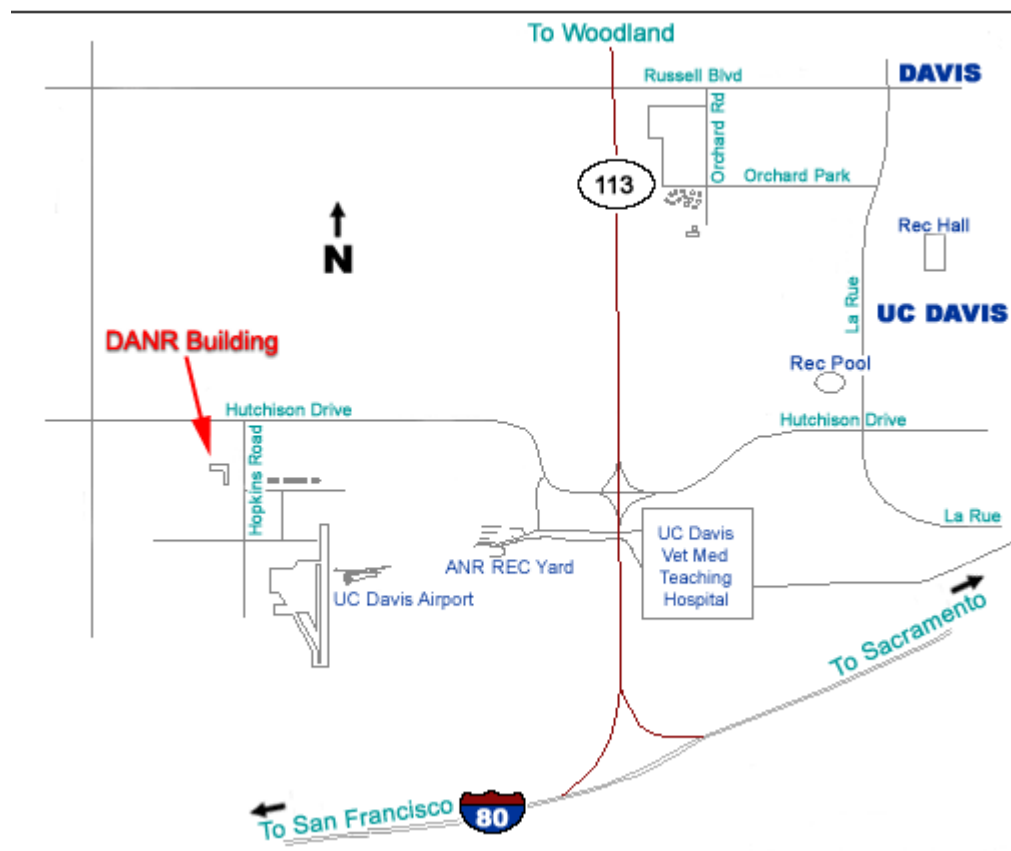 To Woodland
Russell Blvd
DAVIS
Orchard Rd
Orchard Park
113
N
Rec Hall
La Rue
UC DAVIS
DANR Building
Rec Pool
Hutchison Drive
Hutchison Drive
Hopkins Road
La Rue
UC Davis
Vet Med
Teaching
Hospital
ANR REC Yard
UC Davis Airport
To Sacramento
To San Francisco
80